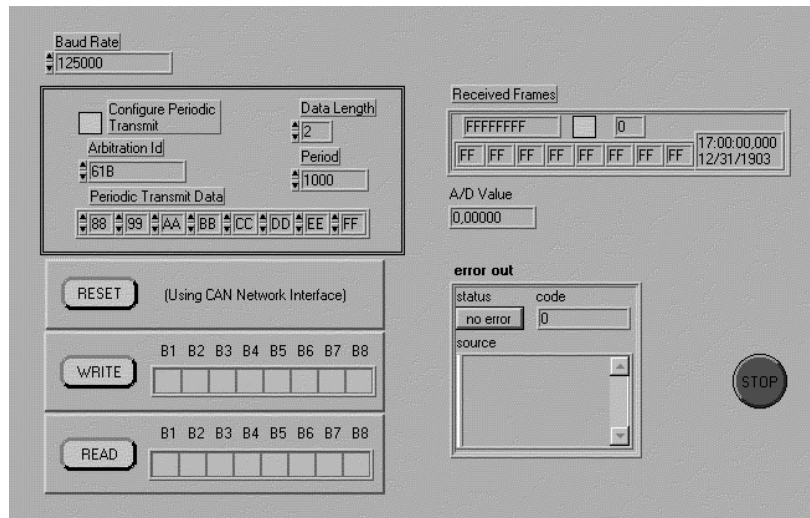 Baud Rate
125000
Configure Periodic
Transmit
Data Length
2
Arbitration Id
61B
Period
1000
Periodic Transmit Data
88 99 AA BB CC DD EE FF
Received Frames
FFFFFFFF 0
FF FF FF FF FF FF FF FF
17:00:00,000
12/31/1903
A/D Value
0,00000
RESET (Using CAN Network Interface)
WRITE
B1 B2 B3 B4 B5 B6 B7 B8
READ
B1 B2 B3 B4 B5 B6 B7 B8
error out
status code
no error 0
source
STOP